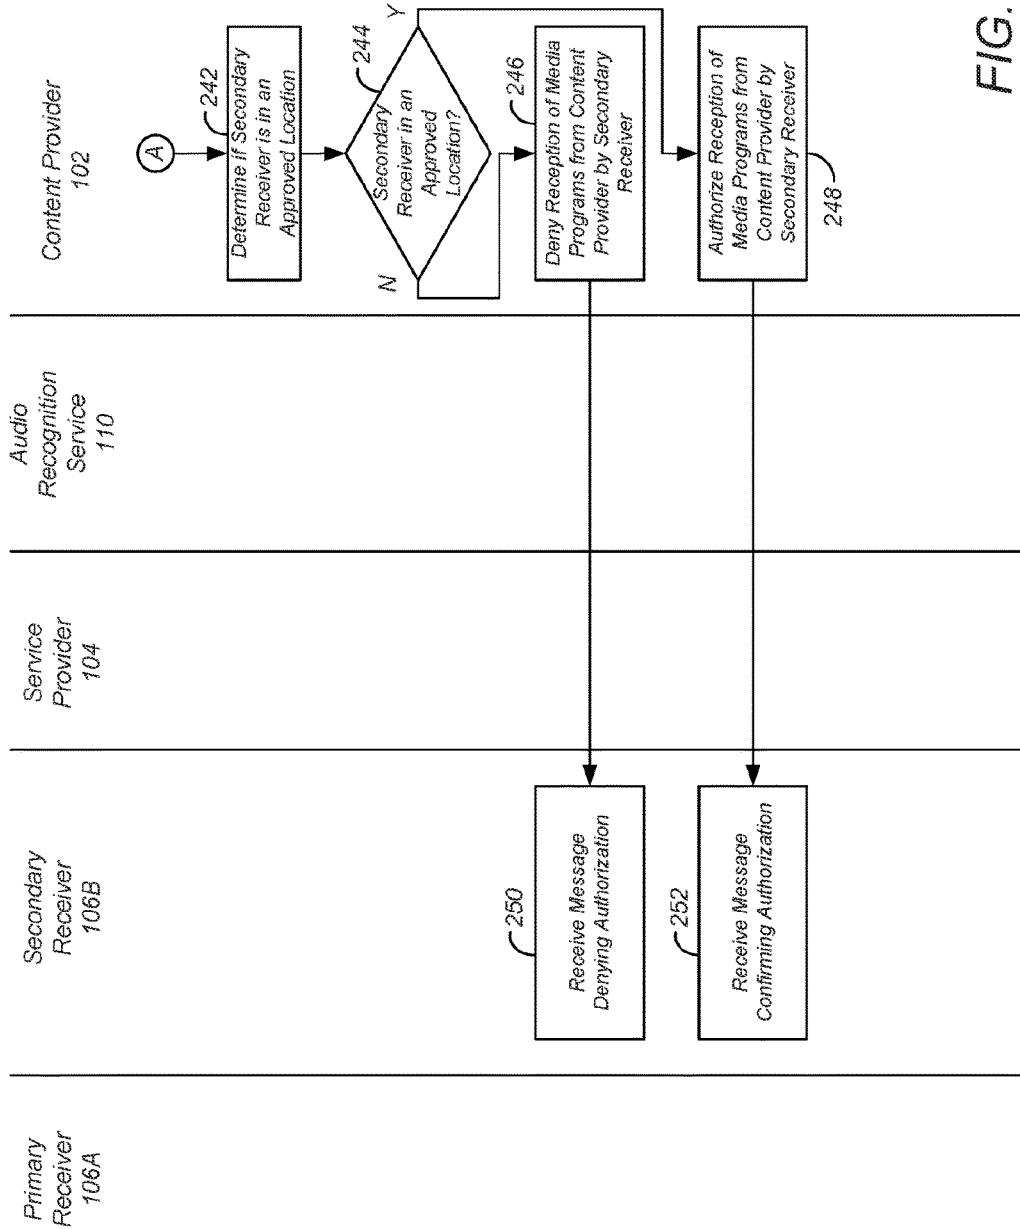 Primary
Receiver
106A
Secondary
Receiver
106B
Service
Provider
104
Audio
Recognition
Service
110
Content Provider
102
A
242
Determine if Secondary
Receiver is in an
Approved Location
244
Secondary
Receiver in an
Approved
Location?
N
Y
246
Deny Reception of Media
Programs from Content
Provider by Secondary
Receiver
250
Receive Message
Denying Authorization
Authorize Reception of
Media Programs from
Content Provider by
Secondary Receiver
248
252
Receive Message
Confirming Authorization
FIG.